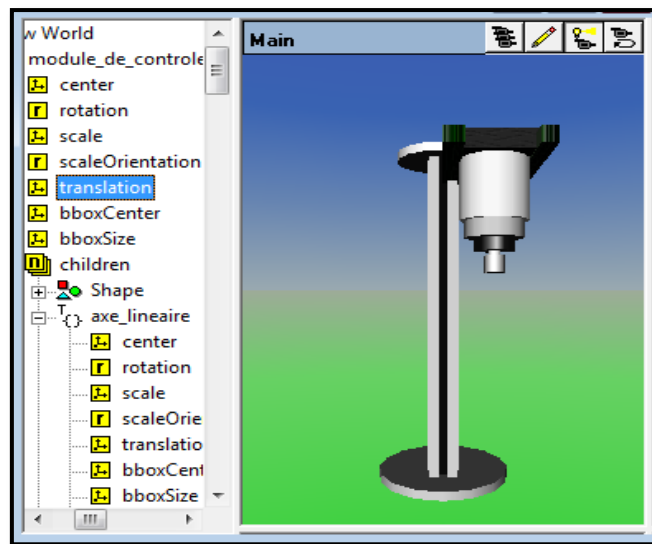 w World
module_de_controle
center
rotation
scale
scaleOrientation
translation
bboxCenter
bboxSize
children
Shape
axe_lineaire
center
rotation
scale
scaleOrie
translatio
bboxCent
bboxSize
Main